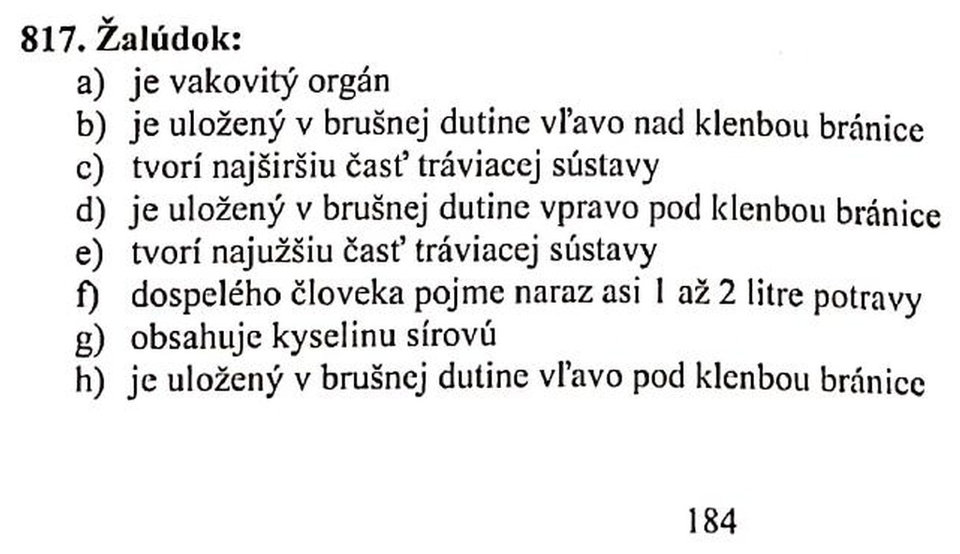 817. Žalúdok:
a) je vakovitý orgán
b) je uložený v brušnej dutine vľavo nad klenbou bránice
c) tvorí najširšiu časť tráviacej sústavy
d) je uložený v brušnej dutine vpravo pod klenbou bránice
e) tvorí najužšiu časť tráviacej sústavy
f) dospelého človeka pojme naraz asi 1 až 2 litre potravy
g) obsahuje kyselinu sírovú
h) je uložený v brušnej dutine vľavo pod klenbou bránice
184